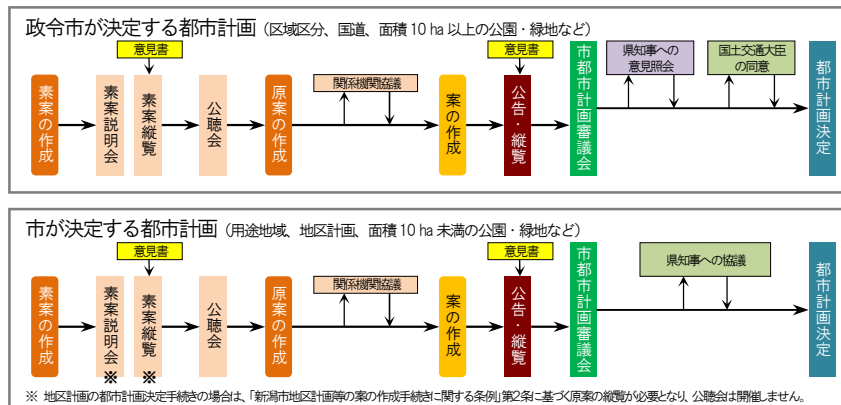 政令市が決定する都市計画 (区域区分、国道、面積10 ha以上の公園・緑地など)
意見書
意見書
県知事への
意見照会
国土交通大臣
の同意
関係機関協議
素案の作成
素案説明会
素案縦覧
公聴会
原案の作成
案の作成
公告・縦覧
市都市計画審議会
都市計画決定
市が決定する都市計画 (用途地域、地区計画、面積10 ha未満の公園・緑地など)
意見書
意見書
県知事への協議
関係機関協議
素案の作成
素案説明会※
素案縦覧※
公聴会
原案の作成
案の作成
公告・縦覧
市都市計画審議会
都市計画決定
※ 地区計画の都市計画決定手続きの場合は、「新潟市地区計画等の案の作成手続きに関する条例」第2条に基づく原案の縦覧が必要となり、公聴会は開催しません。